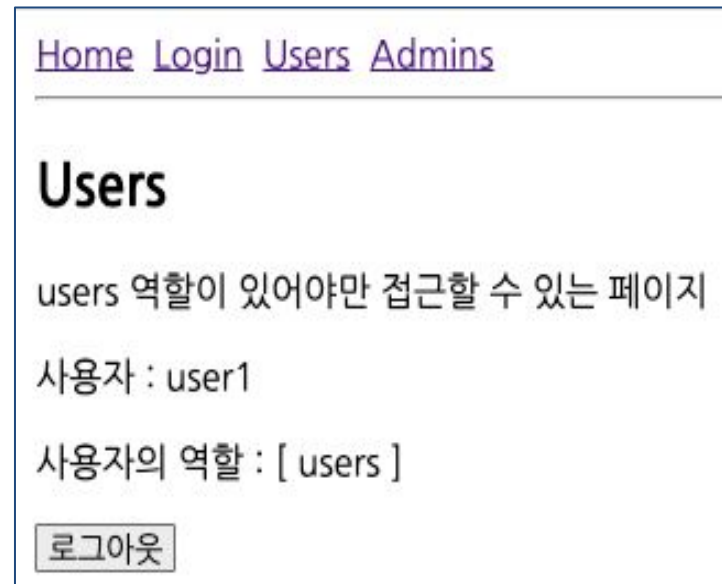 Home Login Users Admins
Users
users 역할이 있어야만 접근할 수 있는 페이지
사용자 : user1
사용자의 역할 : [ users ]
로그아웃